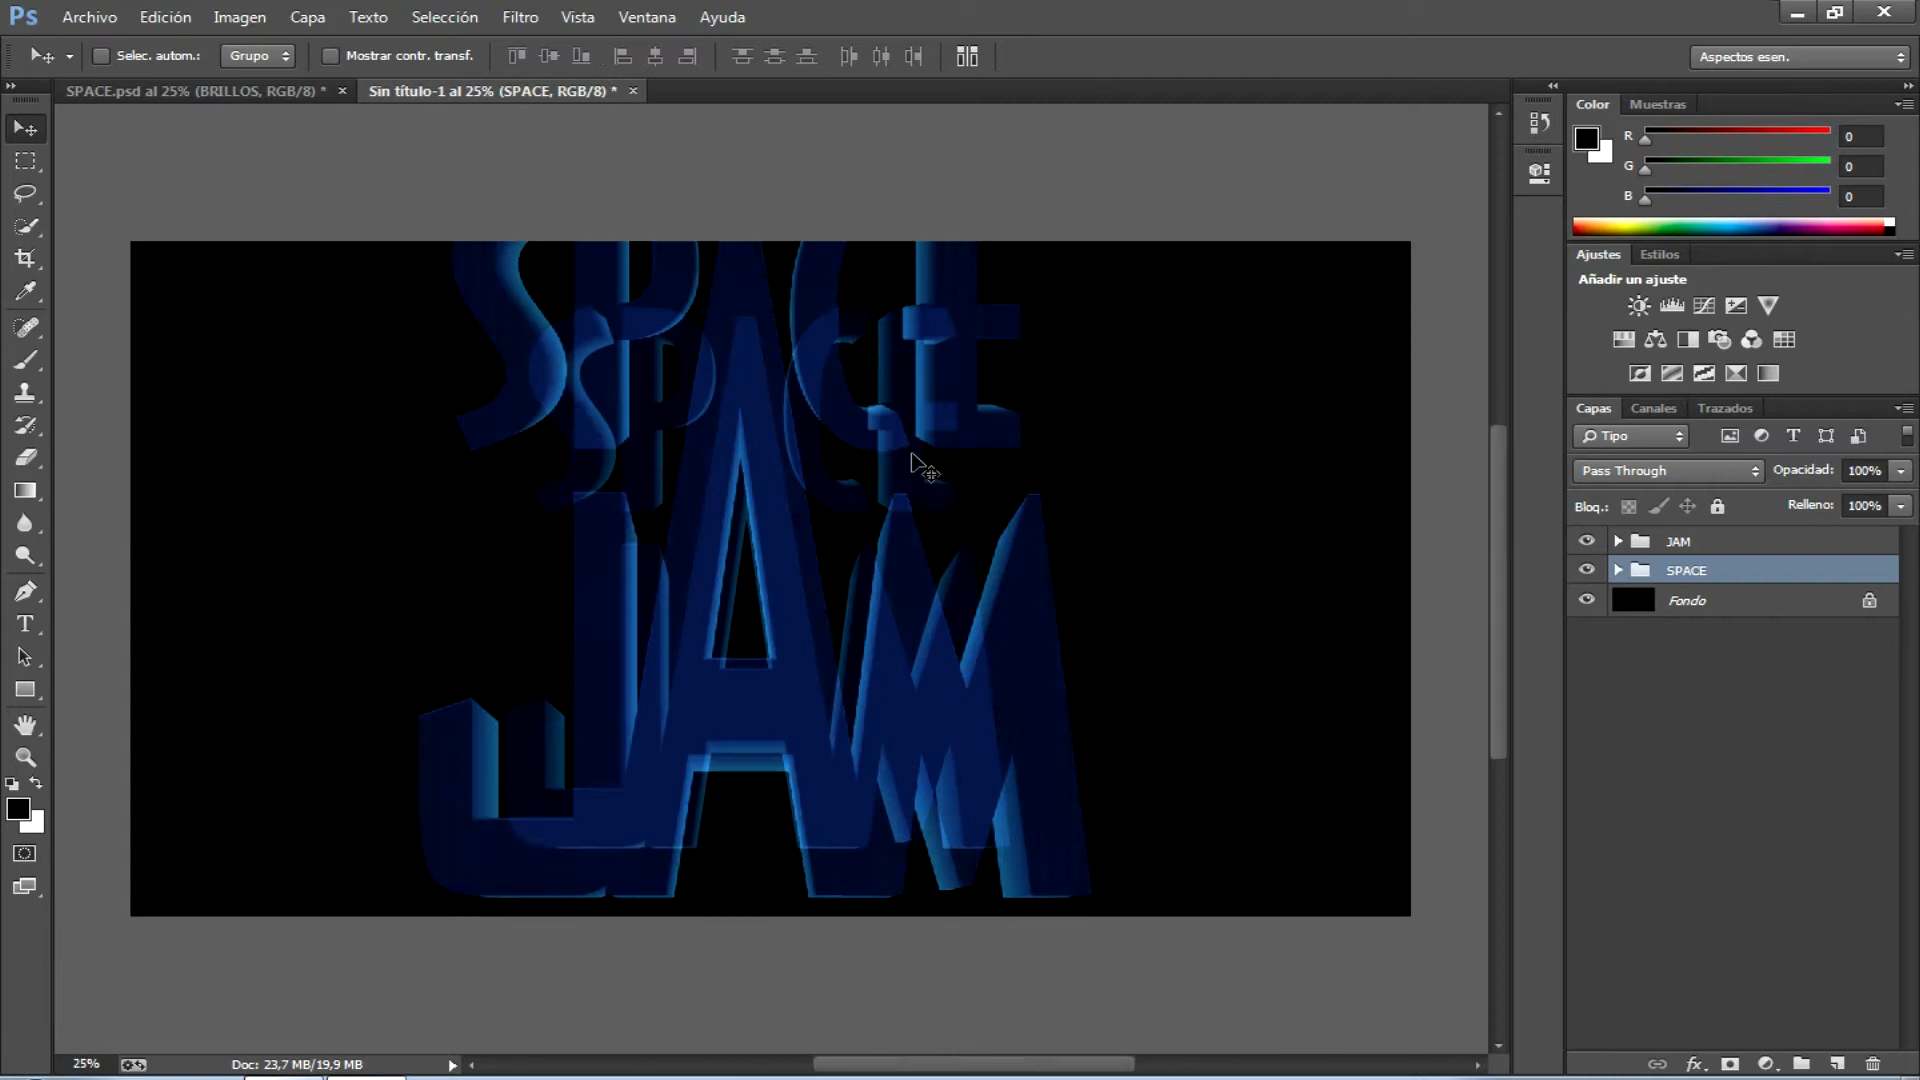 Ps Archivo Edición Imagen Capa Texto Selección Filtro Vista Ventana Ayuda
Selec. autom.: Grupo Mostrar contr. transf. Aspectos esen.
SPACE.psd al 25% (BRILLOS, RGB/8) * Sin título-1 al 25% (SPACE, RGB/8) *
Color Muestras
R 0
G 0
B 0
Ajustes Estilos
Añadir un ajuste
Capas Canales Trazados
Tipo
Pass Through Opacidad: 100%
Bloq.: Relleno: 100%
JAM
SPACE
Fondo
SPACE
SPACE
JAM
JAM
25% Doc: 23,7 MB/19,9 MB